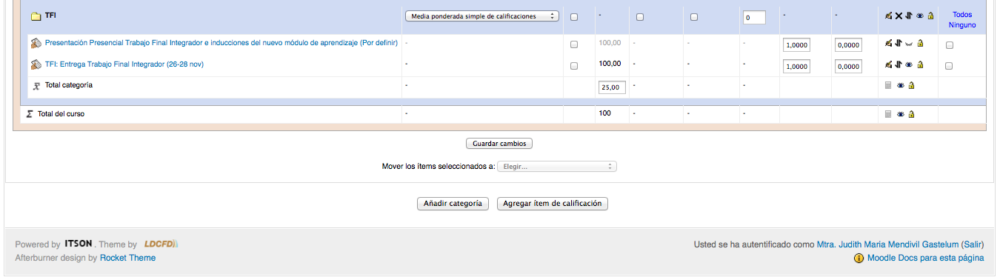 TFI Media ponderada simple de calificaciones - 0 - - Todos
Ninguno
Presentación Presencial Trabajo Final Integrador e inducciones del nuevo módulo de aprendizaje (Por definir) - 100,00 - - - 1,0000 0,0000
TFI: Entrega Trabajo Final Integrador (26-28 nov) - 100,00 - - - 1,0000 0,0000
x̅ Total categoría - 25,00 - - -
Σ Total del curso - 100 - - -
Guardar cambios
Mover los ítems seleccionados a: Elegir...
Añadir categoría Agregar ítem de calificación
Powered by ITSON . Theme by LDCFD
Usted se ha autentificado como Mtra. Judith Maria Mendivil Gastelum (Salir)
Afterburner design by Rocket Theme
Moodle Docs para esta página